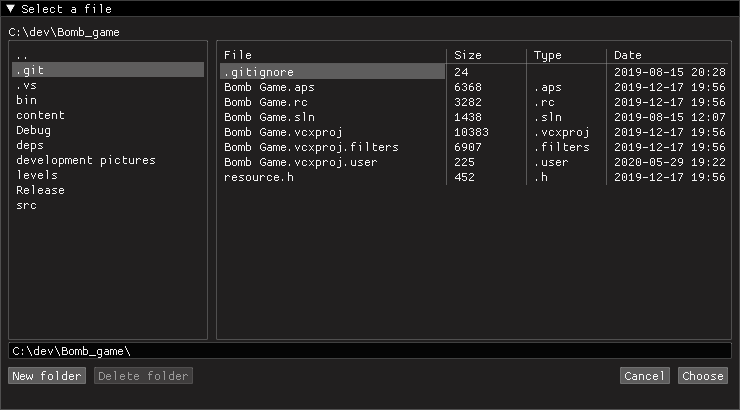 Select a file
C:\dev\Bomb_game
..
.git
.vs
bin
content
Debug
deps
development pictures
levels
Release
src
File Size Type Date
.gitignore 24 2019-08-15 20:28
Bomb Game.aps 6368 .aps 2019-12-17 19:56
Bomb Game.rc 3282 .rc 2019-12-17 19:56
Bomb Game.sln 1438 .sln 2019-08-15 12:07
Bomb Game.vcxproj 10383 .vcxproj 2019-12-17 19:56
Bomb Game.vcxproj.filters 6907 .filters 2019-12-17 19:56
Bomb Game.vcxproj.user 225 .user 2020-05-29 19:22
resource.h 452 .h 2019-12-17 19:56
C:\dev\Bomb_game\
New folder Delete folder Cancel Choose